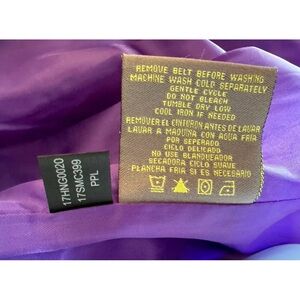 REMOVE BELT BEFORE WASHING
MACHINE WASH COLD SEPARATELY
GENTLE CYCLE
DO NOT BLEACH
TUMBLE DRY LOW
COOL IRON IF NEEDED
REMOVER EL CINTURON ANTES DE LAVAR
LAVAR A MAQUINA CON AGUA FRIA
POR SEPARADO
CICLO DELICADO
NO USE BLANQUEADOR
SECADORA CICLO SUAVE
PLANCHA FRIA SI ES NECESARIO
17HNG0020
17SMC399
PPL